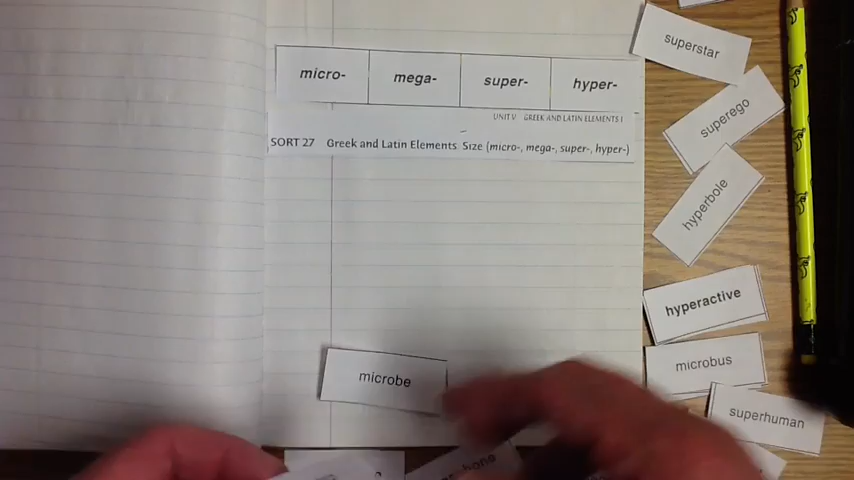 superstar
micro- mega- super- hyper-
UNIT V GREEK AND LATIN ELEMENTS I
SORT 27 Greek and Latin Elements Size (micro-, mega-, super-, hyper-)
superego
hyperbole
hyperactive
microbus
microbe
superhuman